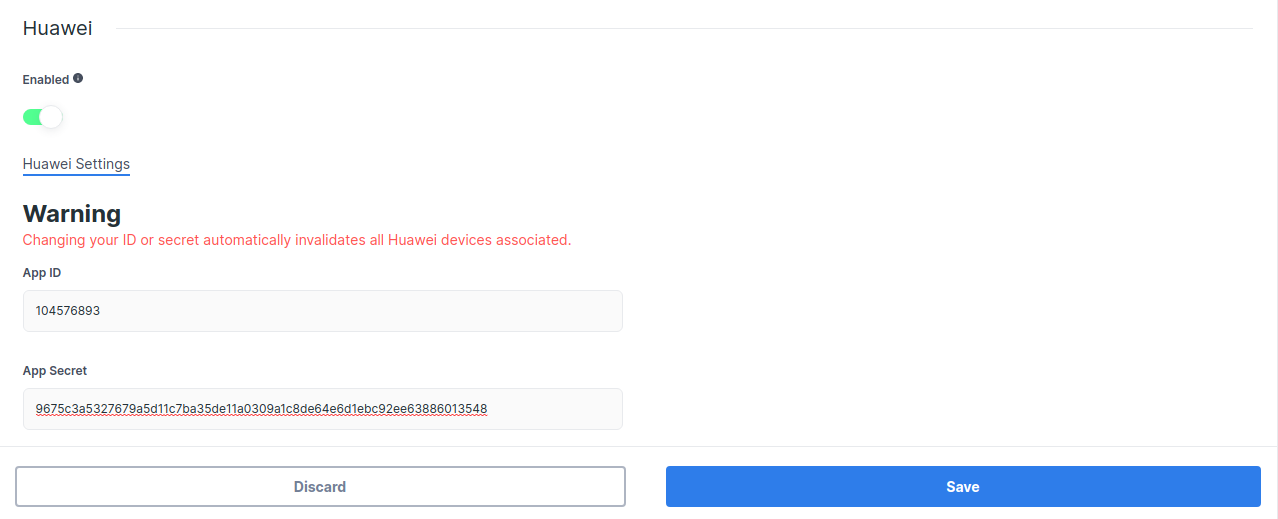 Huawei
Enabled
Huawei Settings
Warning
Changing your ID or secret automatically invalidates all Huawei devices associated.
App ID
104576893
App Secret
9675c3a5327679a5d11c7ba35de11a0309a1c8de64e6d1ebc92ee63886013548
Discard Save